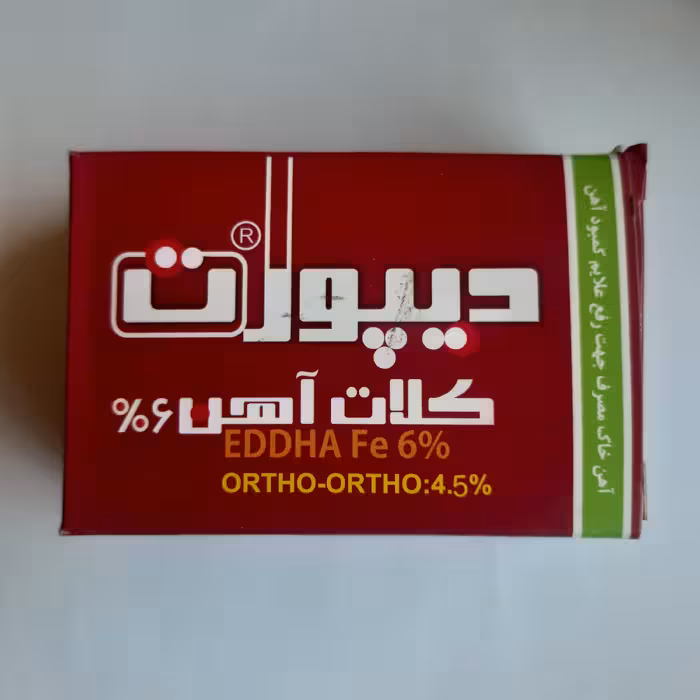 دیپورت®
کلات آهن ۶%
EDDHA Fe 6%
ORTHO-ORTHO:4.5%
آهن خاک مصرف جهت رفع علایم کمبود آهن